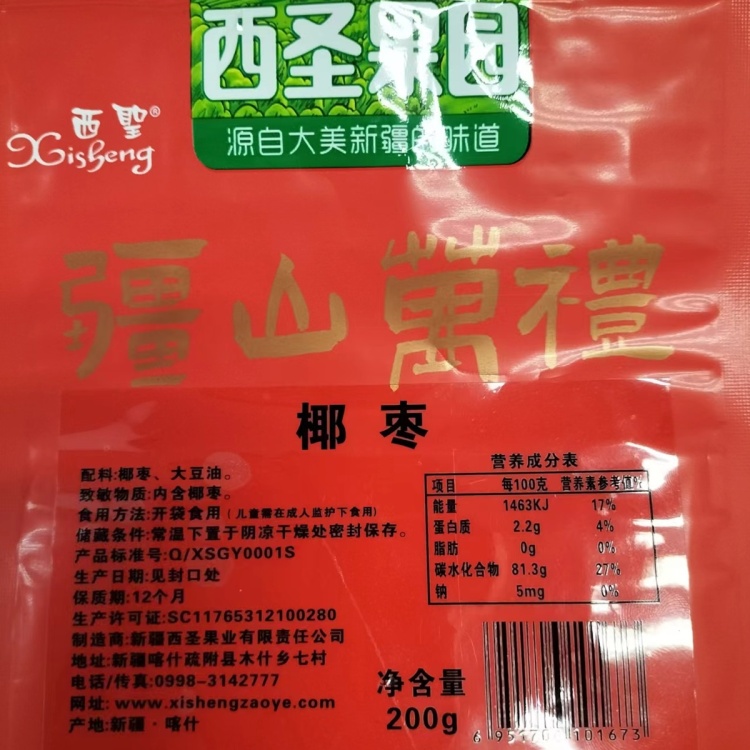 西圣果园
源自大美新疆的味道
西聖®
Xisheng
疆山萬禮
椰枣
配料:椰枣、大豆油。
致敏物质:内含椰枣。
食用方法:开袋食用(儿童需在成人监护下食用)
储藏条件:常温下置于阴凉干燥处密封保存。
产品标准号:Q/XSGY0001S
生产日期:见封口处
保质期:12个月
生产许可证:SC11765312100280
制造商:新疆西圣果业有限责任公司
地址:新疆喀什疏附县木什乡七村
电话/传真:0998-3142777
网址: www.xishengzaoye.com
产地:新疆·喀什
营养成分表
项目 每100克 营养素参考值%
能量 1463KJ 17%
蛋白质 2.2g 4%
脂肪 0g 0%
碳水化合物 81.3g 27%
钠 5mg 0%
净含量
200g
101673